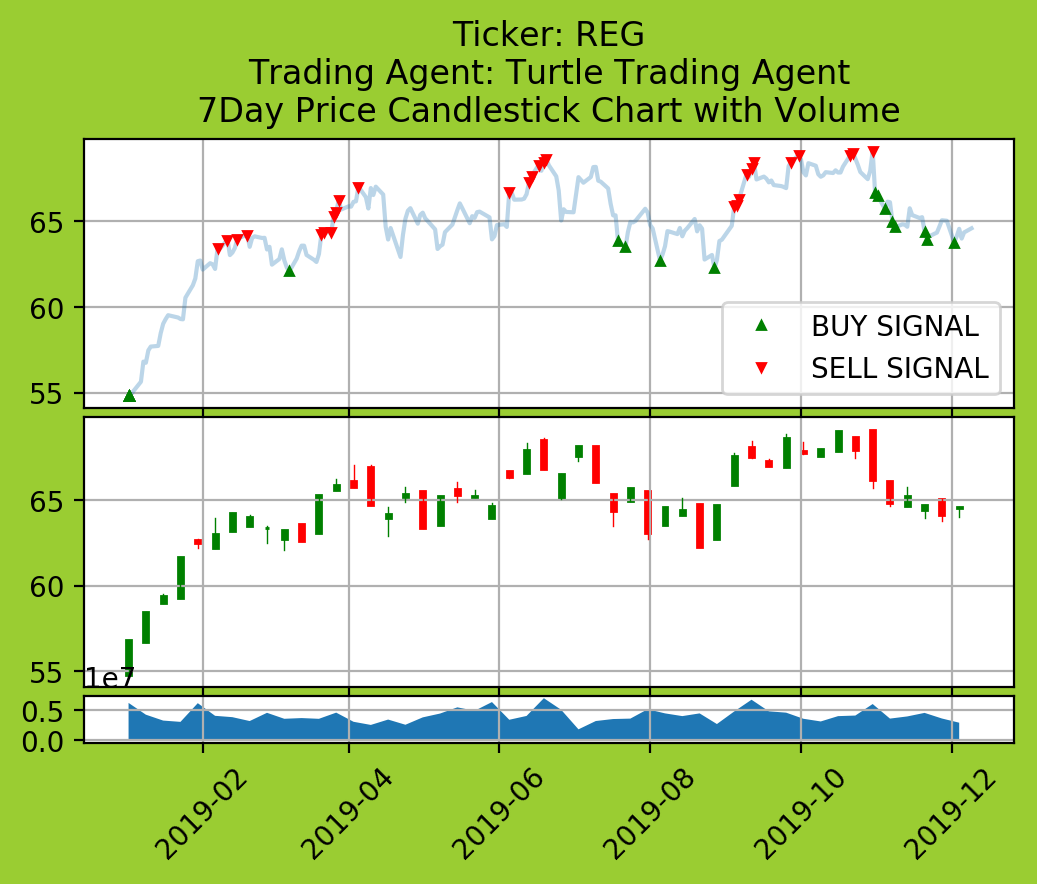 Ticker: REG
Trading Agent: Turtle Trading Agent
7Day Price Candlestick Chart with Volume
65
60
55
BUY SIGNAL
SELL SIGNAL
65
60
55
1e7
0.5
0.0
2019-02
2019-04
2019-06
2019-08
2019-10
2019-12